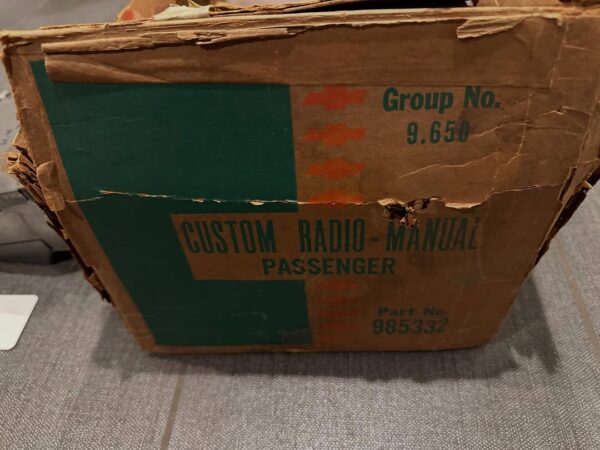 Group No.
9.650
CUSTOM RADIO-MANUAL
PASSENGER
Part No.
985332